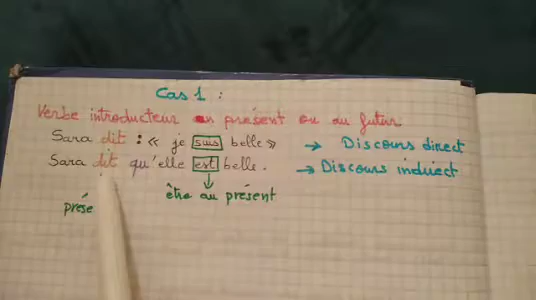 Cas 1 :
Verbe introducteur en présent ou au futur
Sara dit : « je suis belle » → Discours direct
Sara dit qu'elle est belle. → Discours indirect
être au présent
prése